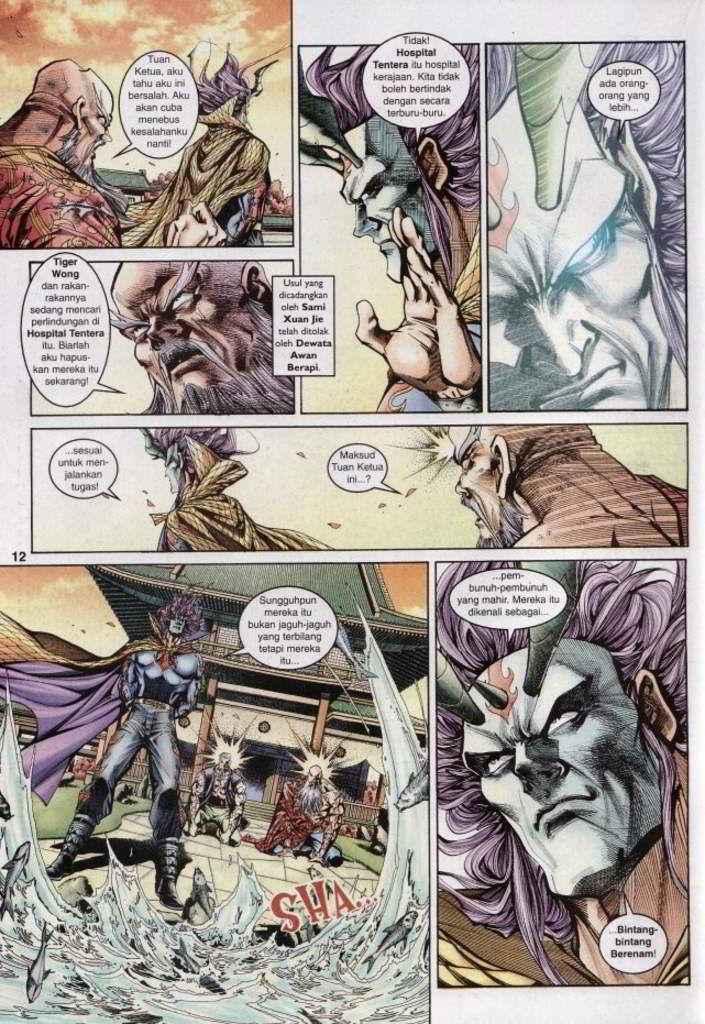 Tuan
Ketua, aku
tahu aku ini
bersalah. Aku
akan cuba
menebus
kesalahanku
nanti!
Tidak!
Hospital
Tentera itu hospital
kerajaan. Kita tidak
boleh bertindak
dengan secara
terburu-buru.
Lagipun
ada orang-
orang yang
lebih...
Tiger
Wong
dan rakan-
rakannya
sedang mencari
perlindungan di
Hospital Tentera
itu. Biarlah
aku hapus-
kan mereka itu
sekarang!
Usul yang
dicadangkan
oleh Sami
Xuan Jie
telah ditolak
oleh Dewata
Awan
Berapi.
...sesuai
untuk men-
jalankan
tugas!
Maksud
Tuan Ketua
ini...?
12
Sungguhpun
mereka itu
bukan jaguh-jaguh
yang terbilang
tetapi mereka
itu...
SHA...
...pem-
bunuh-pembunuh
yang mahir. Mereka itu
dikenali sebagai...
Bintang-
bintang
Berenam!